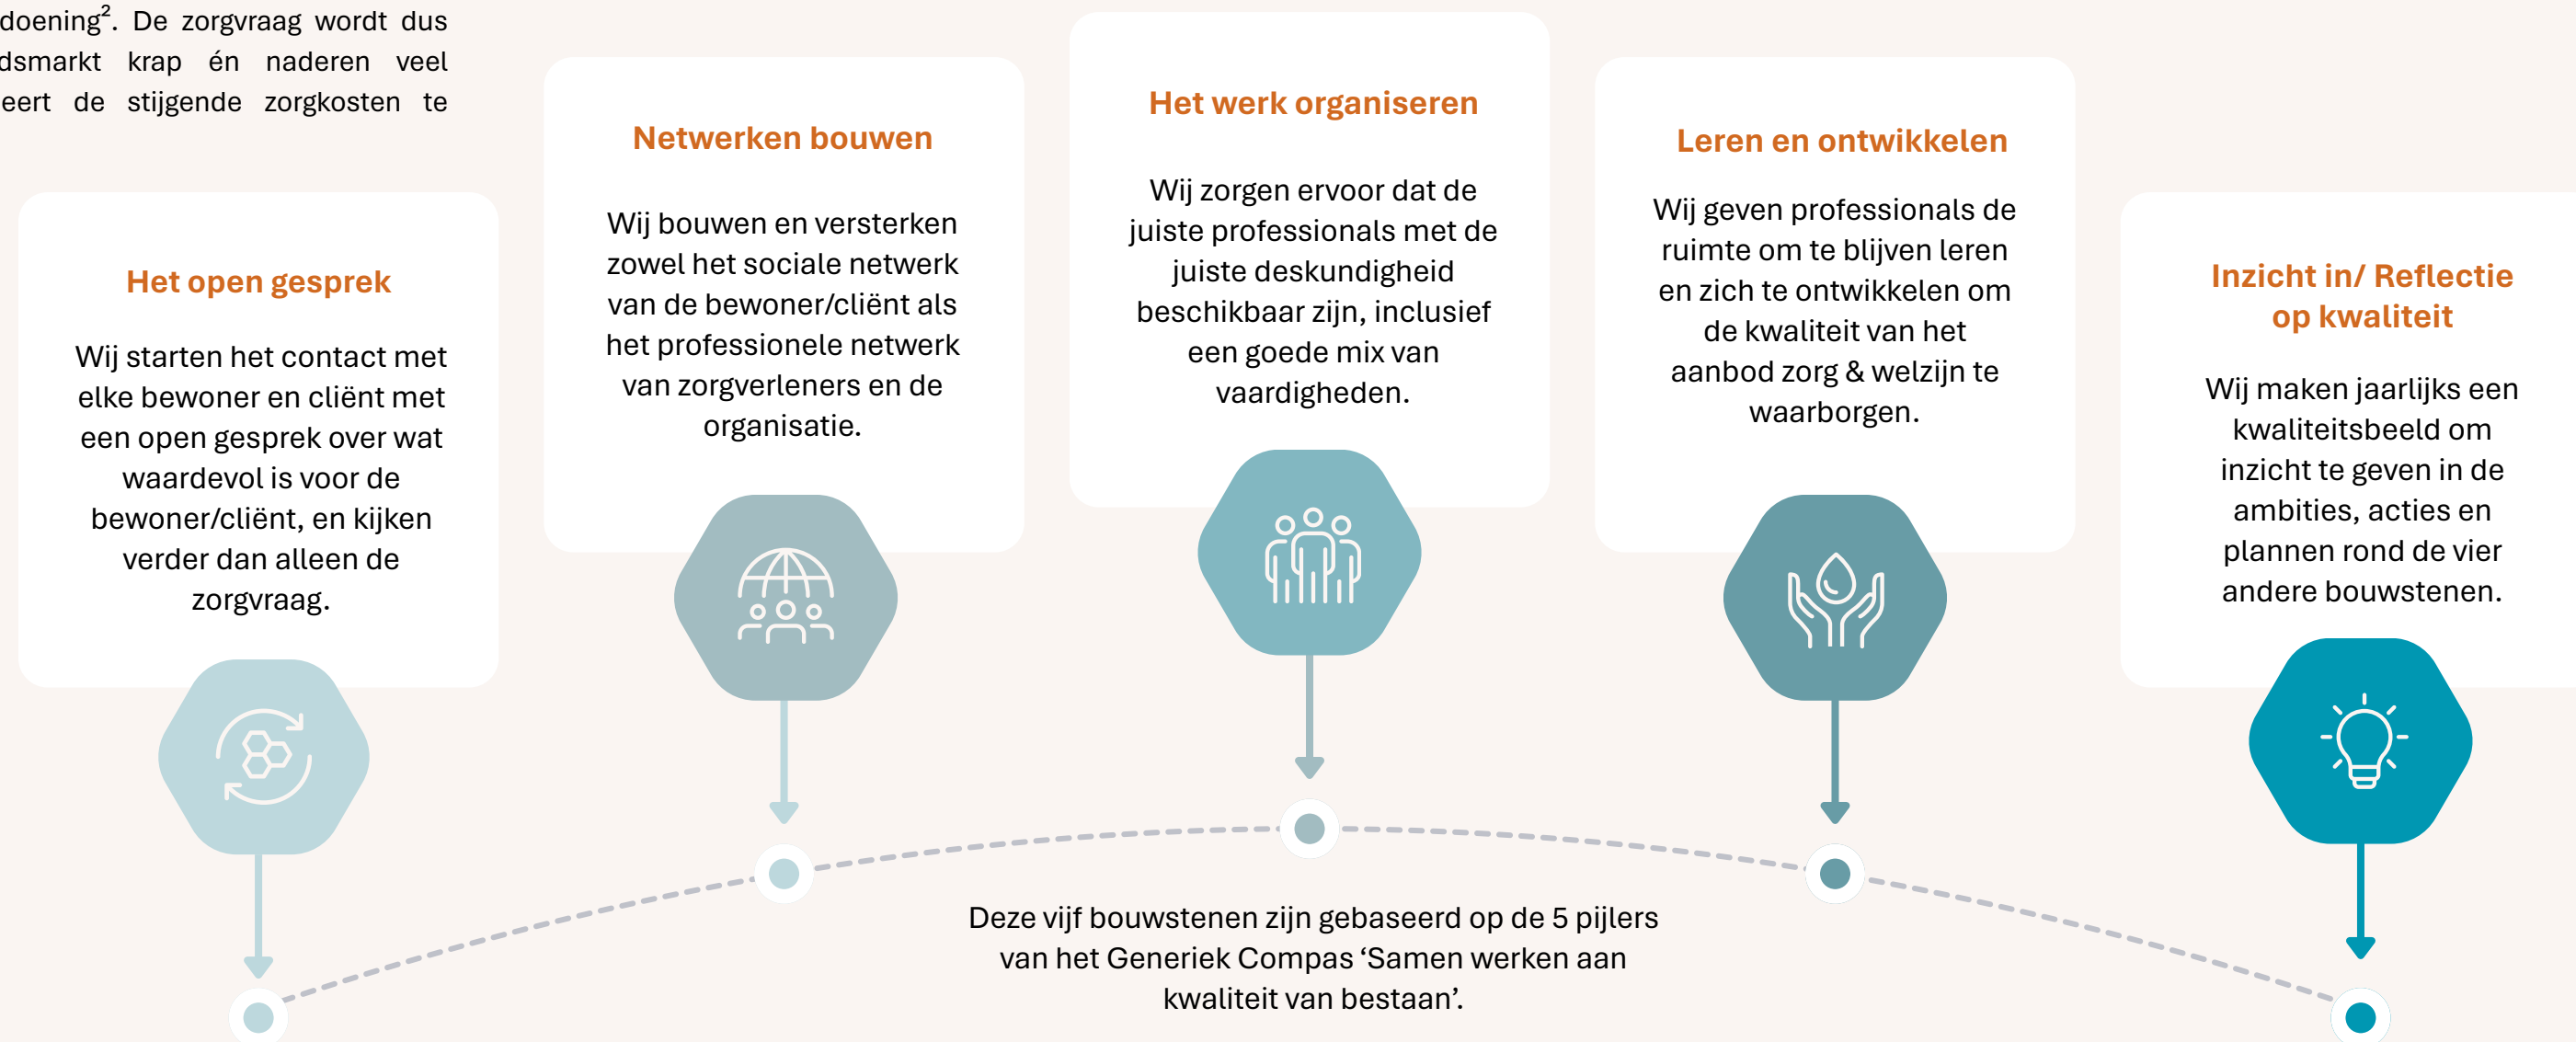 doening². De zorgvraag wordt dus
dsmarkt krap én naderen veel
eert de stijgende zorgkosten te
Het open gesprek
Wij starten het contact met
elke bewoner en cliënt met
een open gesprek over wat
waardevol is voor de
bewoner/cliënt, en kijken
verder dan alleen de
zorgvraag.
Netwerken bouwen
Wij bouwen en versterken
zowel het sociale netwerk
van de bewoner/cliënt als
het professionele netwerk
van zorgverleners en de
organisatie.
Het werk organiseren
Wij zorgen ervoor dat de
juiste professionals met de
juiste deskundigheid
beschikbaar zijn, inclusief
een goede mix van
vaardigheden.
Leren en ontwikkelen
Wij geven professionals de
ruimte om te blijven leren
en zich te ontwikkelen om
de kwaliteit van het
aanbod zorg & welzijn te
waarborgen.
Inzicht in/ Reflectie
op kwaliteit
Wij maken jaarlijks een
kwaliteitsbeeld om
inzicht te geven in de
ambities, acties en
plannen rond de vier
andere bouwstenen.
Deze vijf bouwstenen zijn gebaseerd op de 5 pijlers
van het Generiek Compas ‘Samen werken aan
kwaliteit van bestaan’.